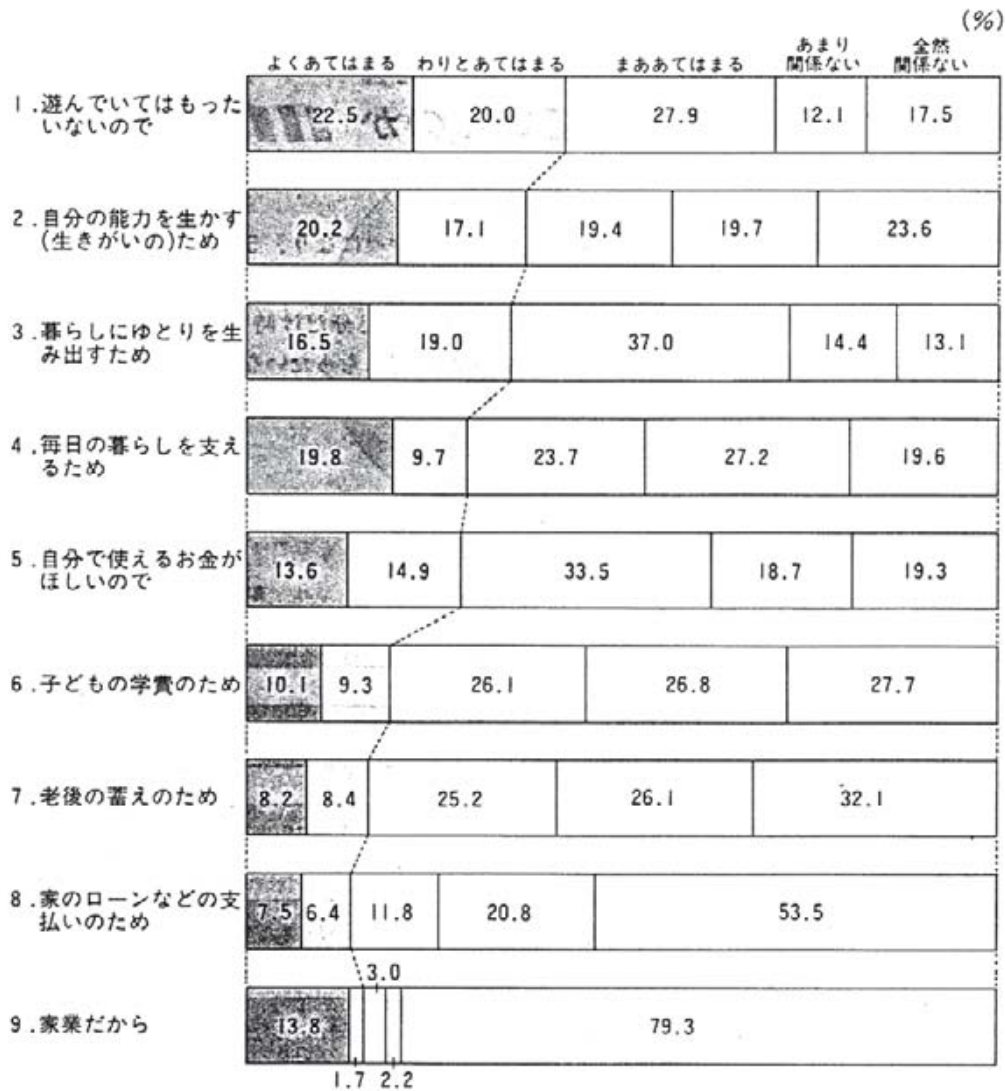 (%)
よくあてはまる わりとあてはまる まああてはまる あまり関係ない 全然関係ない
1.遊んでいてはもった
いないので
22.5 20.0 27.9 12.1 17.5
2.自分の能力を生かす
(生きがいの)ため
20.2 17.1 19.4 19.7 23.6
3.暮らしにゆとりを生
み出すため
16.5 19.0 37.0 14.4 13.1
4.毎日の暮らしを支え
るため
19.8 9.7 23.7 27.2 19.6
5.自分で使えるお金が
ほしいので
13.6 14.9 33.5 18.7 19.3
6.子どもの学費のため
10.1 9.3 26.1 26.8 27.7
7.老後の蓄えのため
8.2 8.4 25.2 26.1 32.1
8.家のローンなどの支
払いのため
7.5 6.4 11.8 20.8 53.5
3.0
9.家業だから
13.8 79.3
1.7 2.2